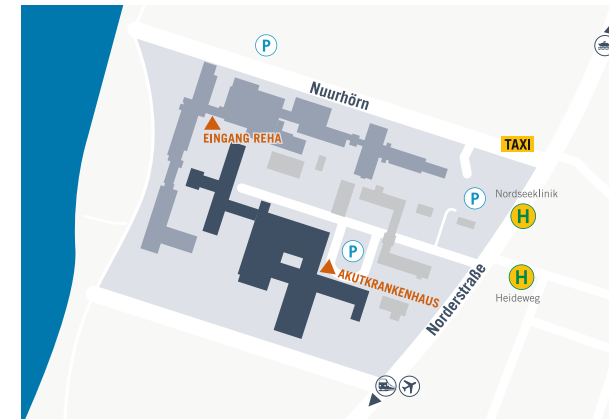 P
Nuurhörn
EINGANG REHA
TAXI
Nordseeklinik
P
H
P
AKUTKRANKENHAUS
H
Heideweg
Norderstraße